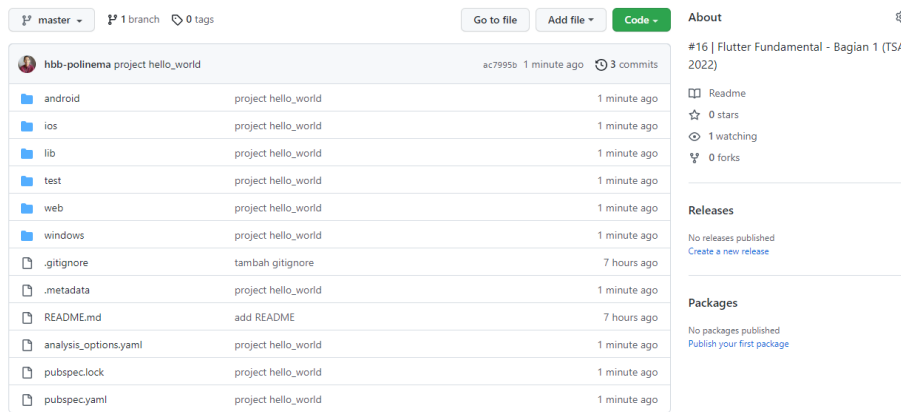 master 1 branch 0 tags Go to file Add file Code
hbb-polinema project hello_world ac7995b 1 minute ago 3 commits
android project hello_world 1 minute ago
ios project hello_world 1 minute ago
lib project hello_world 1 minute ago
test project hello_world 1 minute ago
web project hello_world 1 minute ago
windows project hello_world 1 minute ago
.gitignore tambah gitignore 7 hours ago
.metadata project hello_world 1 minute ago
README.md add README 7 hours ago
analysis_options.yaml project hello_world 1 minute ago
pubspec.lock project hello_world 1 minute ago
pubspec.yaml project hello_world 1 minute ago
About
#16 | Flutter Fundamental - Bagian 1 (TSA
2022)
Readme
0 stars
1 watching
0 forks
Releases
No releases published
Create a new release
Packages
No packages published
Publish your first package